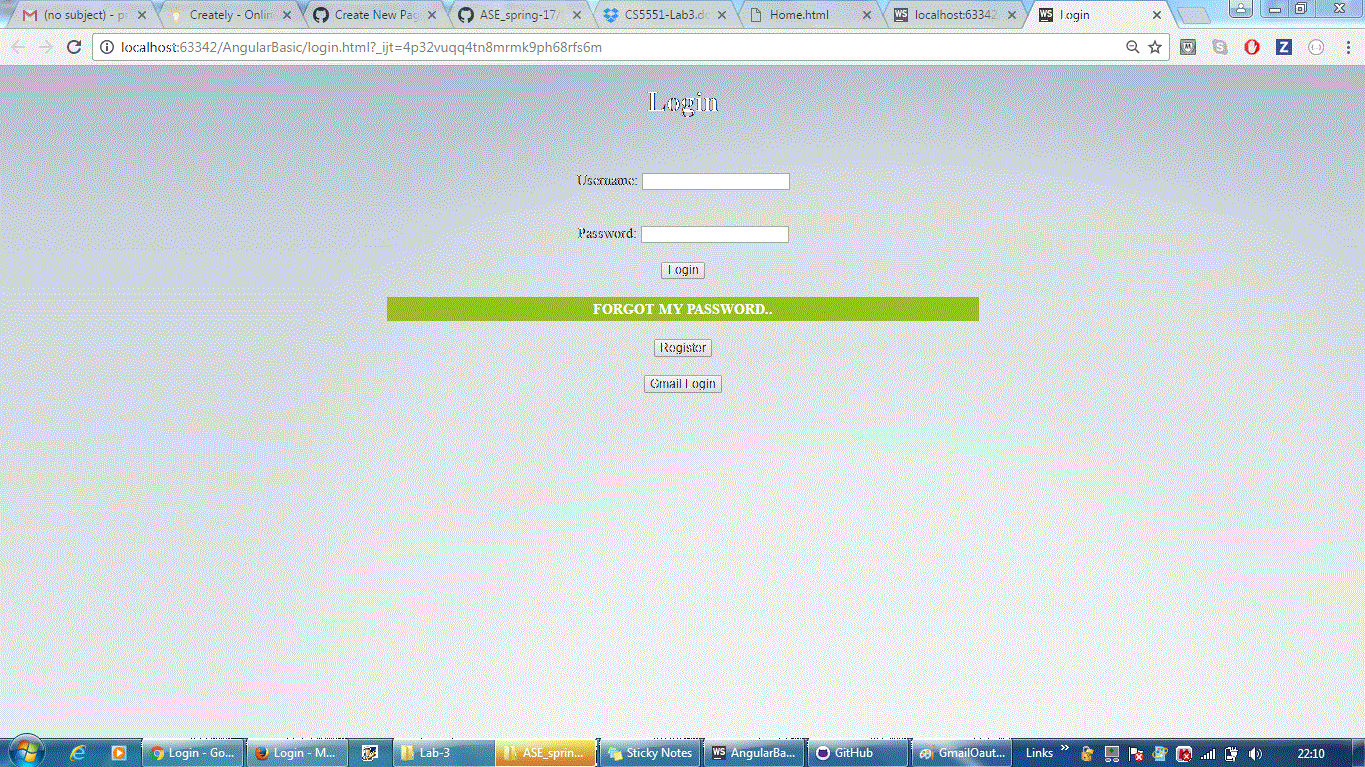 (no subject) - pr
Creately - Onlin
Create New Pag
ASE_spring-17/
CS5551-Lab3.do
Home.html
localhost:63342
Login
localhost:63342/AngularBasic/login.html?_ijt=4p32vuqq4tn8mrmk9ph68rfs6m
Login
Username:
Password:
Login
FORGOT MY PASSWORD..
Register
Gmail Login
Login - Go...
Login - M...
Lab-3
ASE_sprin...
Sticky Notes
AngularBa...
GitHub
GmailOaut...
Links
22:10